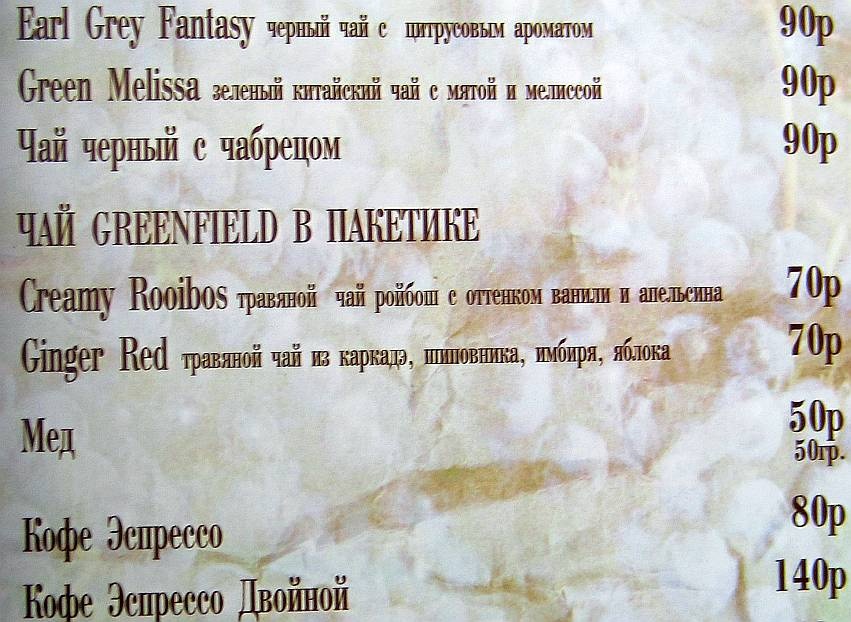 Earl Grey Fantasy черный чай с цитрусовым ароматом 90р
Green Melissa зеленый китайский чай с мятой и мелиссой 90р
Чай черный с чабрецом 90р
ЧАЙ GREENFIELD В ПАКЕТИКЕ
Creamy Rooibos травяной чай ройбош с оттенком ванили и апельсина 70р
Ginger Red травяной чай из каркадэ, шиповника, имбиря, яблока 70р
Мед 50р
50гр.
Кофе Эспрессо 80р
Кофе Эспрессо Двойной 140р